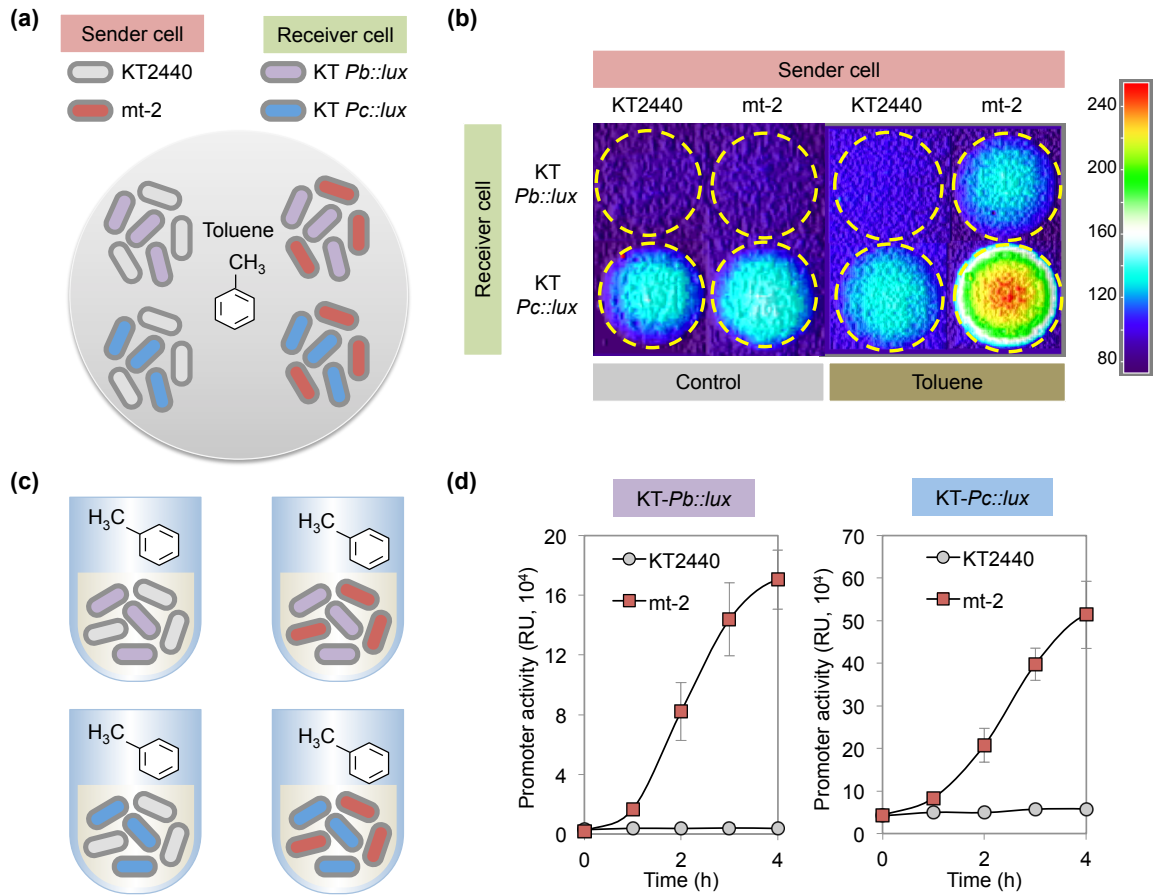 (a)
Sender cell
Receiver cell
KT2440
KT Pb::lux
mt-2
KT Pc::lux
Toluene
CH3
(b)
Sender cell
KT2440 mt-2 KT2440 mt-2
Receiver cell
KT
Pb::lux
KT
Pc::lux
Control
Toluene
240
200
160
120
80
(c)
H3C
H3C
H3C
H3C
(d)
KT-Pb::lux
Promoter activity (RU, 10⁴)
20
16
12
8
4
0
KT2440
mt-2
0 2 4
Time (h)
KT-Pc::lux
Promoter activity (RU, 10⁴)
70
60
50
40
30
20
10
0
KT2440
mt-2
0 2 4
Time (h)